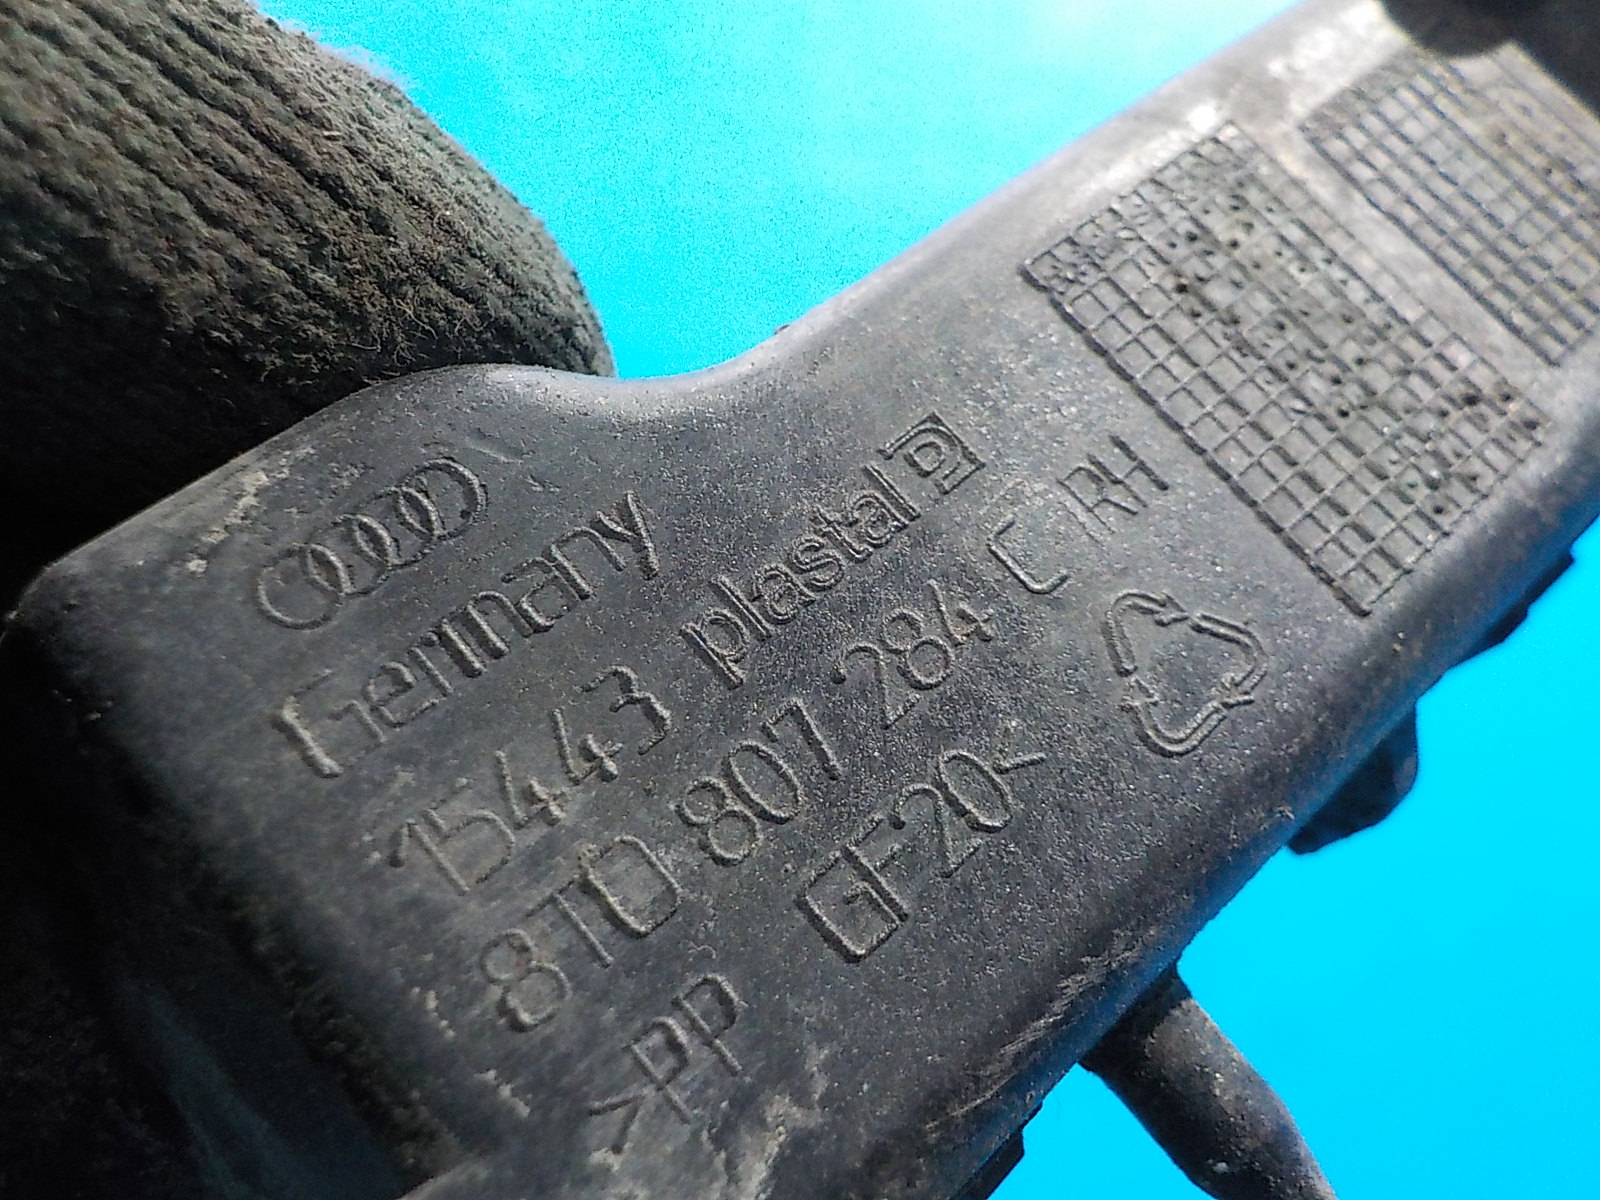 Germany
15443 plastal
8T0 807 284 C RH
>PP GF20<